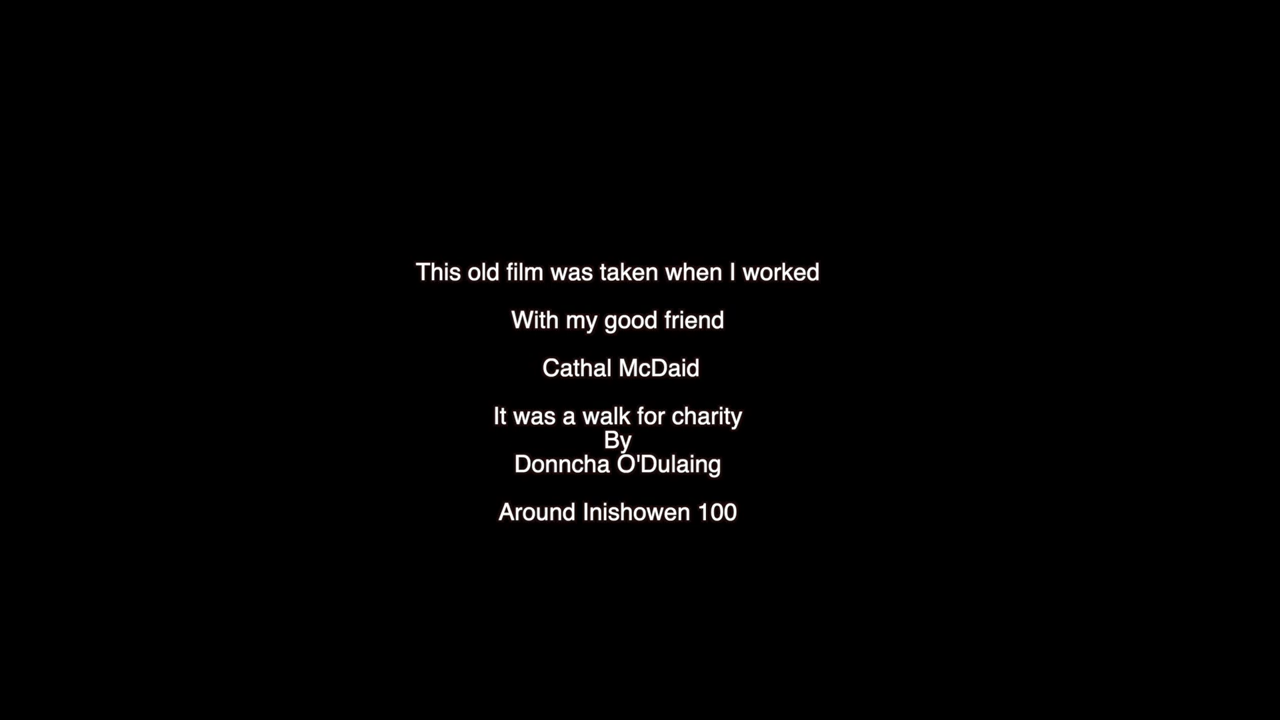 This old film was taken when I worked
With my good friend
Cathal McDaid
It was a walk for charity
By
Donncha O'Dulaing
Around Inishowen 100